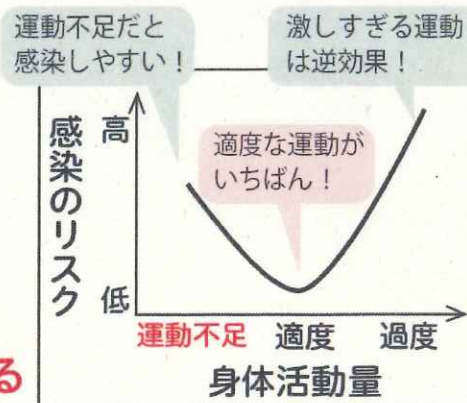 運動不足だと
感染しやすい！
激しすぎる運動
は逆効果！
適度な運動が
いちばん！
感染のリスク
高
低
運動不足 適度 過度
身体活動量
る